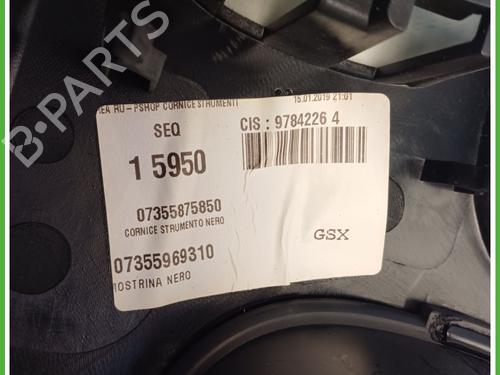 RO-PSHOP CORNICE STRUMENTI 15.01.2019 21:01
SEQ CIS : 9784226 4
1 5950
07355875850
CORNICE STRUMENTO NERO
GSX
07355969310
MOSTRINA NERO
B-PARTS